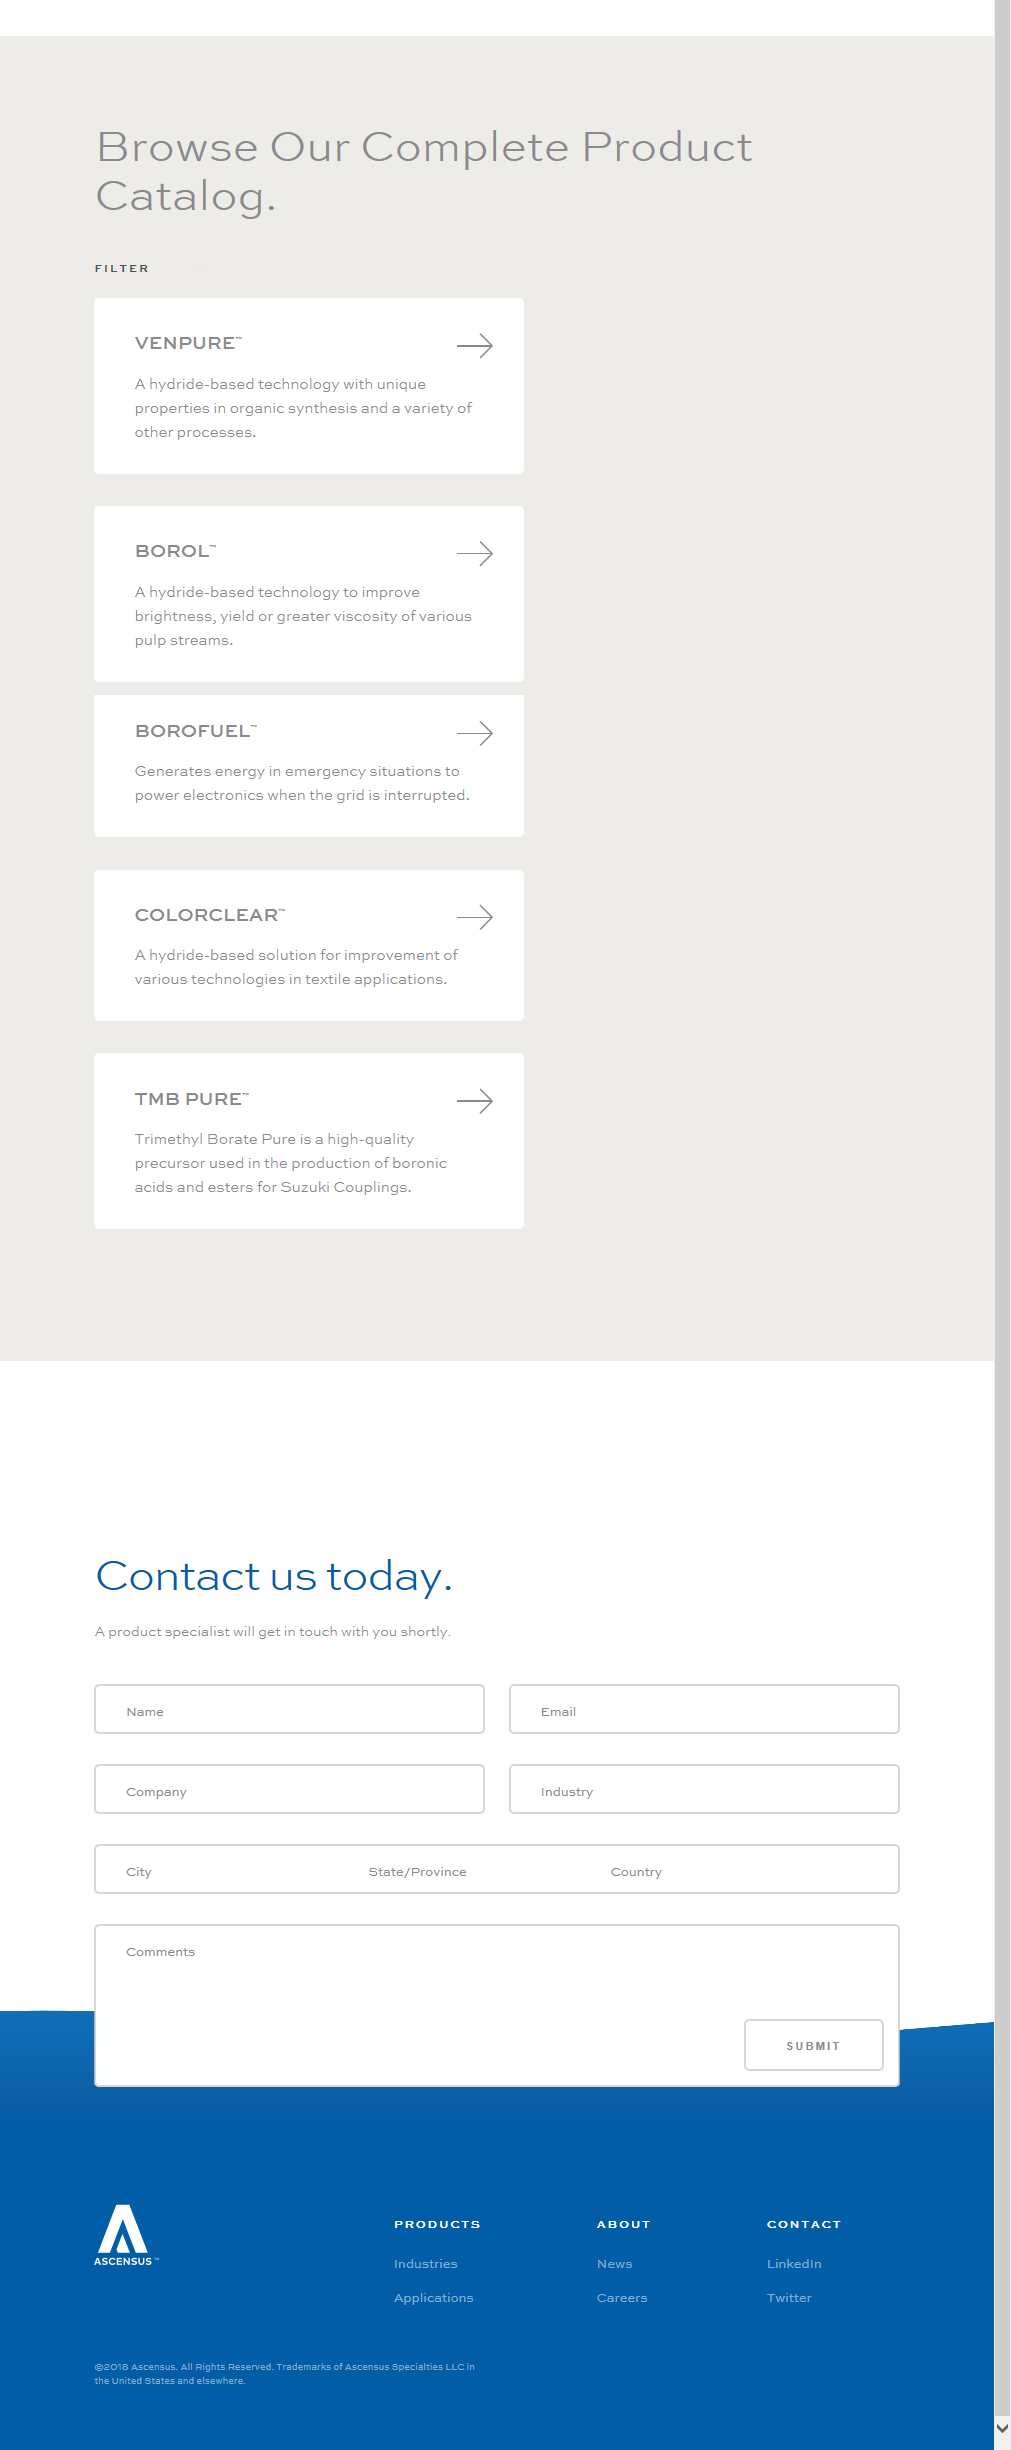 Browse Our Complete Product
Catalog.
FILTER
VENPURE™
A hydride-based technology with unique
properties in organic synthesis and a variety of
other processes.
BOROL™
A hydride-based technology to improve
brightness, yield or greater viscosity of various
pulp streams.
BOROFUEL™
Generates energy in emergency situations to
power electronics when the grid is interrupted.
COLORCLEAR™
A hydride-based solution for improvement of
various technologies in textile applications.
TMB PURE™
Trimethyl Borate Pure is a high-quality
precursor used in the production of boronic
acids and esters for Suzuki Couplings.
Contact us today.
A product specialist will get in touch with you shortly.
Name Email
Company Industry
City State/Province Country
Comments
SUBMIT
ASCENSUS™
PRODUCTS ABOUT CONTACT
Industries News LinkedIn
Applications Careers Twitter
©2018 Ascensus. All Rights Reserved. Trademarks of Ascensus Specialties LLC in
the United States and elsewhere.